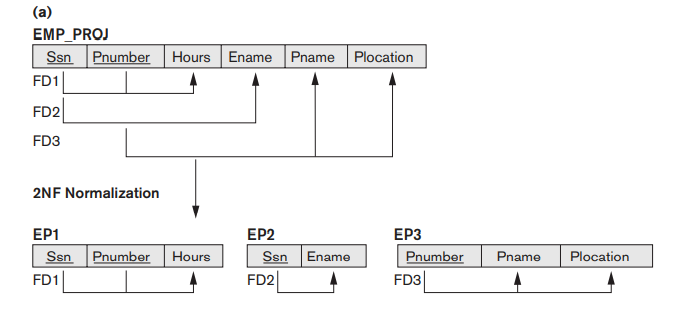 (a)
EMP_PROJ
Ssn Pnumber Hours Ename Pname Plocation
FD1
FD2
FD3
2NF Normalization
EP1 EP2 EP3
Ssn Pnumber Hours Ssn Ename Pnumber Pname Plocation
FD1 FD2 FD3